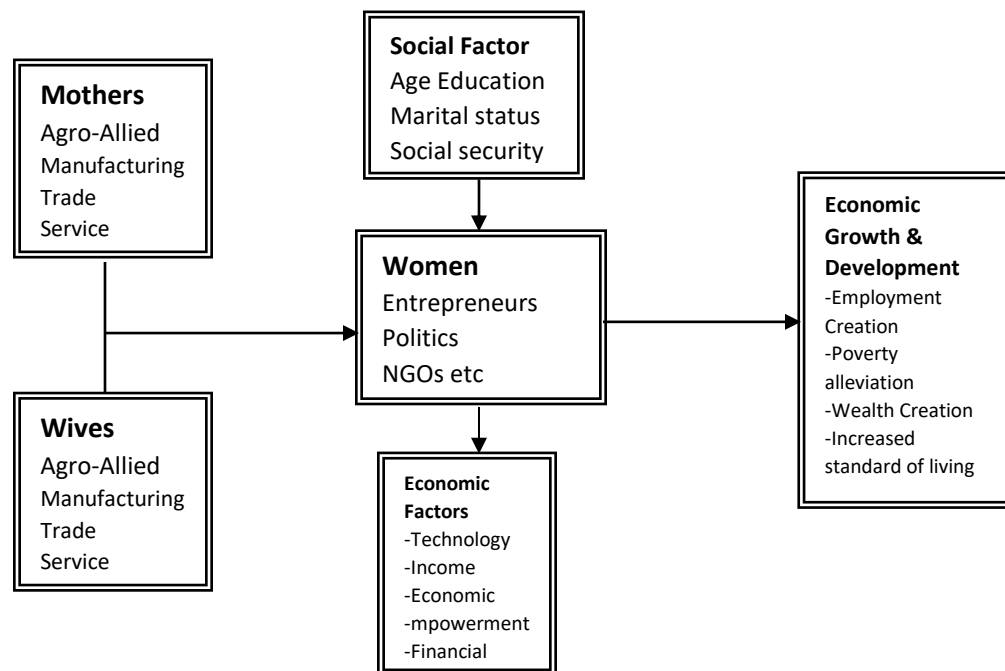 Mothers
Agro-Allied
Manufacturing
Trade
Service
Social Factor
Age Education
Marital status
Social security
Women
Entrepreneurs
Politics
NGOs etc
Economic
Growth &
Development
-Employment
Creation
-Poverty
alleviation
-Wealth Creation
-Increased
standard of living
Wives
Agro-Allied
Manufacturing
Trade
Service
Economic
Factors
-Technology
-Income
-Economic
-mpowerment
-Financial